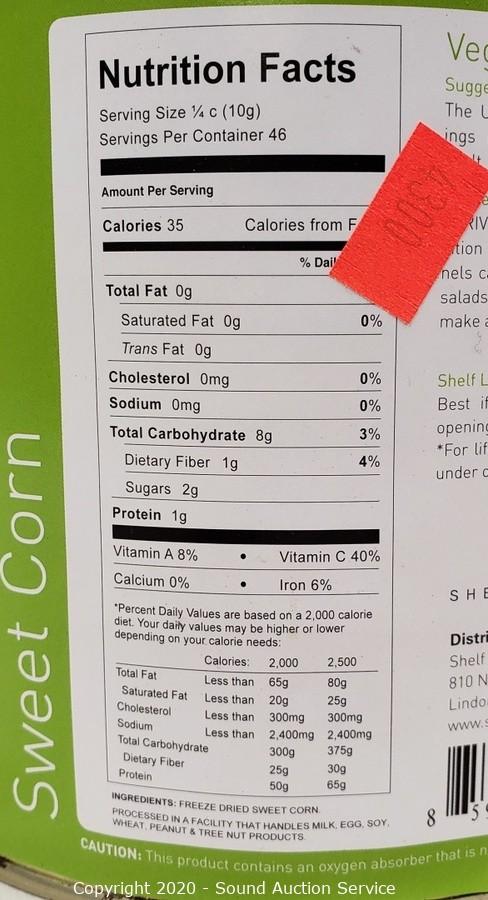 Nutrition Facts
Serving Size ¼ c (10g)
Servings Per Container 46
Amount Per Serving
Calories 35 Calories from
% 
Total Fat 0g
Saturated Fat 0g 0%
Trans Fat 0g
Cholesterol 0mg 0%
Sodium 0mg 0%
Total Carbohydrate 8g 3%
Dietary Fiber 1g 4%
Sugars 2g
Protein 1g
Vitamin A 8% • Vitamin C 40%
Calcium 0% • Iron 6%
*Percent Daily Values are based on a 2,000 calorie
diet. Your daily values may be higher or lower
depending on your calorie needs:
Calories: 2,000 2,500
Total Fat Less than 65g 80g
Saturated Fat Less than 20g 25g
Cholesterol Less than 300mg 300mg
Sodium Less than 2,400mg 2,400mg
Total Carbohydrate 300g 375g
Dietary Fiber 25g 30g
Protein 50g 65g
INGREDIENTS: FREEZE DRIED SWEET CORN.
PROCESSED IN A FACILITY THAT HANDLES MILK, EGG, SOY,
WHEAT, PEANUT & TREE NUT PRODUCTS.
CAUTION: This product contains an oxygen absorber that is
Sweet Corn
The
ings
salads
make
Shelf
Best
opening
*For
under
Shelf
810 N
8 5
Copyright 2020 - Sound Auction Service